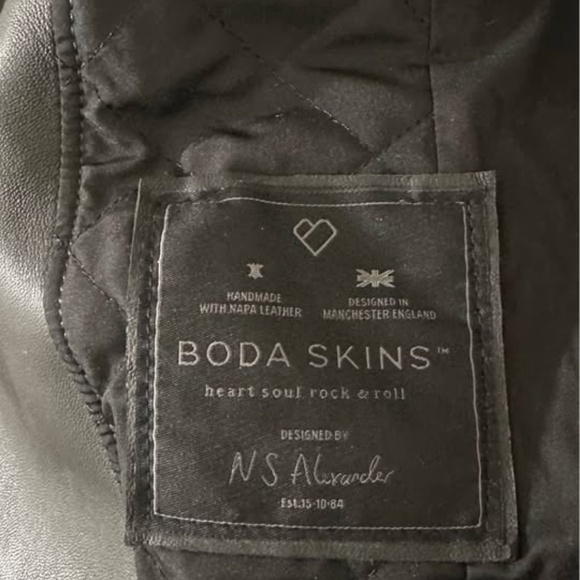 HANDMADE
WITH NAPA LEATHER
DESIGNED IN
MANCHESTER ENGLAND
BODA SKINS™
heart soul rock & roll
DESIGNED BY
NS Alexander
Est.15-10-84